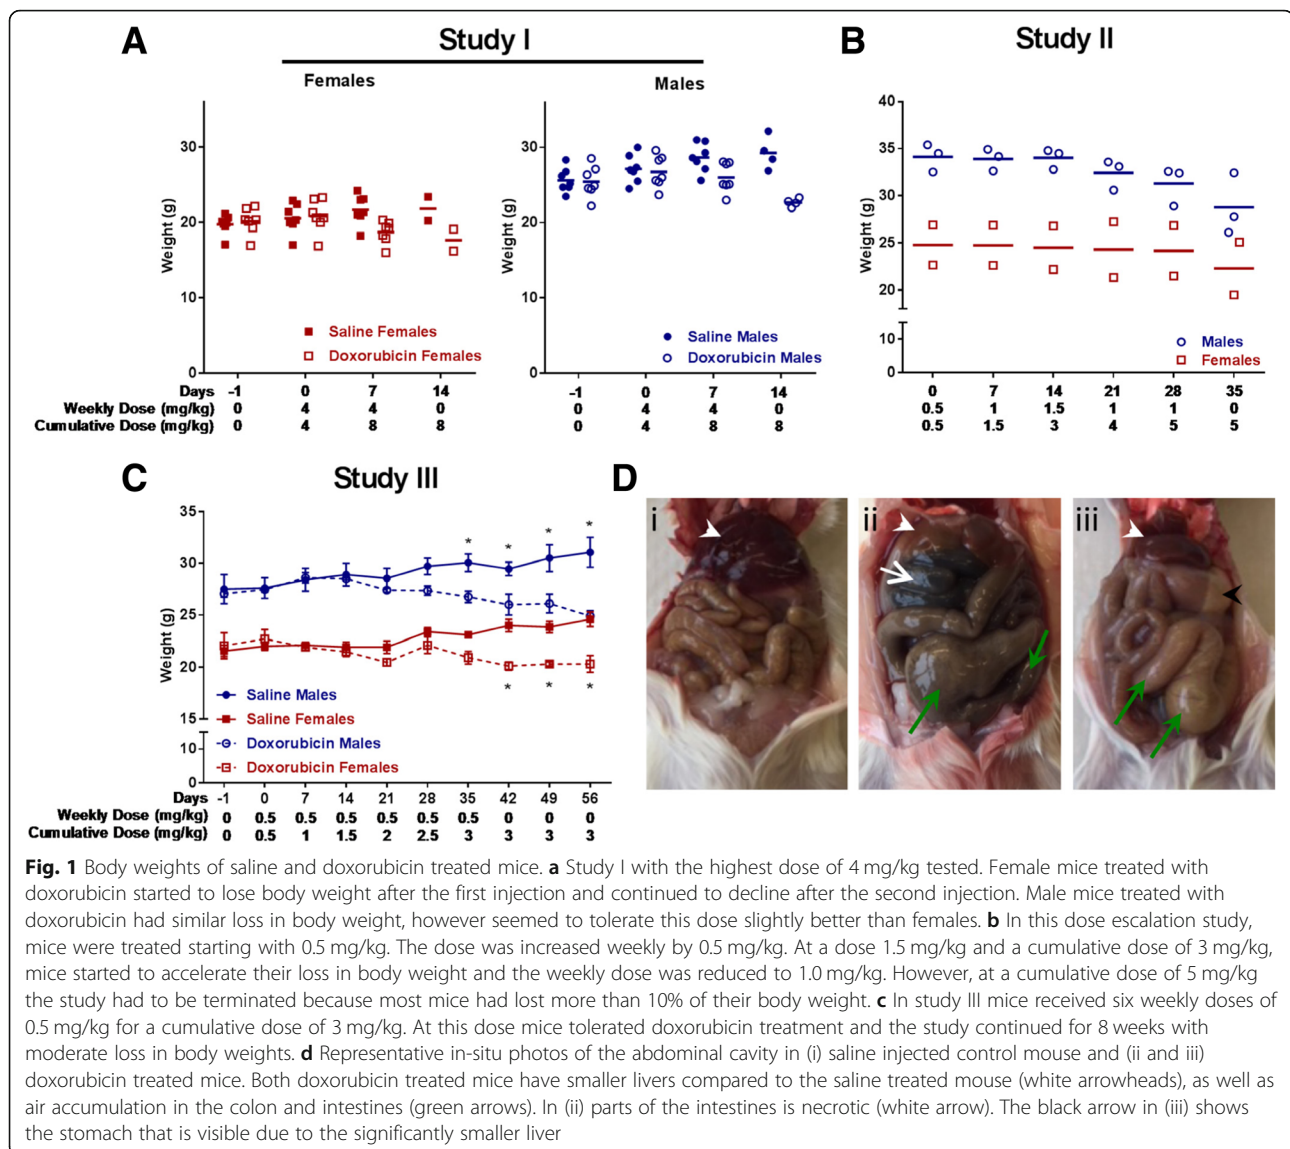 A
Study I
B
Study II
Females
Males
Weight (g)
30
20
10
0
Saline Females
Doxorubicin Females
Days -1 0 7 14
Weekly Dose (mg/kg) 0 4 4 0
Cumulative Dose (mg/kg) 0 4 8 8
Weight (g)
30
20
10
0
Saline Males
Doxorubicin Males
-1 0 7 14
0 4 4 0
0 4 8 8
Weight (g)
40
35
30
25
20
10
0
Males
Females
0 7 14 21 28 35
0.5 1 1.5 1 1 0
0.5 1.5 3 4 5 5
C
Study III
Weight (g)
35
30
25
20
15
10
0
* * * *
* * *
Saline Males
Saline Females
Doxorubicin Males
Doxorubicin Females
Days -1 0 7 14 21 28 35 42 49 56
Weekly Dose (mg/kg) 0 0.5 0.5 0.5 0.5 0.5 0.5 0 0 0
Cumulative Dose (mg/kg) 0 0.5 1 1.5 2 2.5 3 3 3 3
D
i
ii
iii
Fig. 1 Body weights of saline and doxorubicin treated mice. a Study I with the highest dose of 4 mg/kg tested. Female mice treated with
doxorubicin started to lose body weight after the first injection and continued to decline after the second injection. Male mice treated with
doxorubicin had similar loss in body weight, however seemed to tolerate this dose slightly better than females. b In this dose escalation study,
mice were treated starting with 0.5 mg/kg. The dose was increased weekly by 0.5 mg/kg. At a dose 1.5 mg/kg and a cumulative dose of 3 mg/kg,
mice started to accelerate their loss in body weight and the weekly dose was reduced to 1.0 mg/kg. However, at a cumulative dose of 5 mg/kg
the study had to be terminated because most mice had lost more than 10% of their body weight. c In study III mice received six weekly doses of
0.5 mg/kg for a cumulative dose of 3 mg/kg. At this dose mice tolerated doxorubicin treatment and the study continued for 8 weeks with
moderate loss in body weights. d Representative in-situ photos of the abdominal cavity in (i) saline injected control mouse and (ii and iii)
doxorubicin treated mice. Both doxorubicin treated mice have smaller livers compared to the saline treated mouse (white arrowheads), as well as
air accumulation in the colon and intestines (green arrows). In (ii) parts of the intestines is necrotic (white arrow). The black arrow in (iii) shows
the stomach that is visible due to the significantly smaller liver